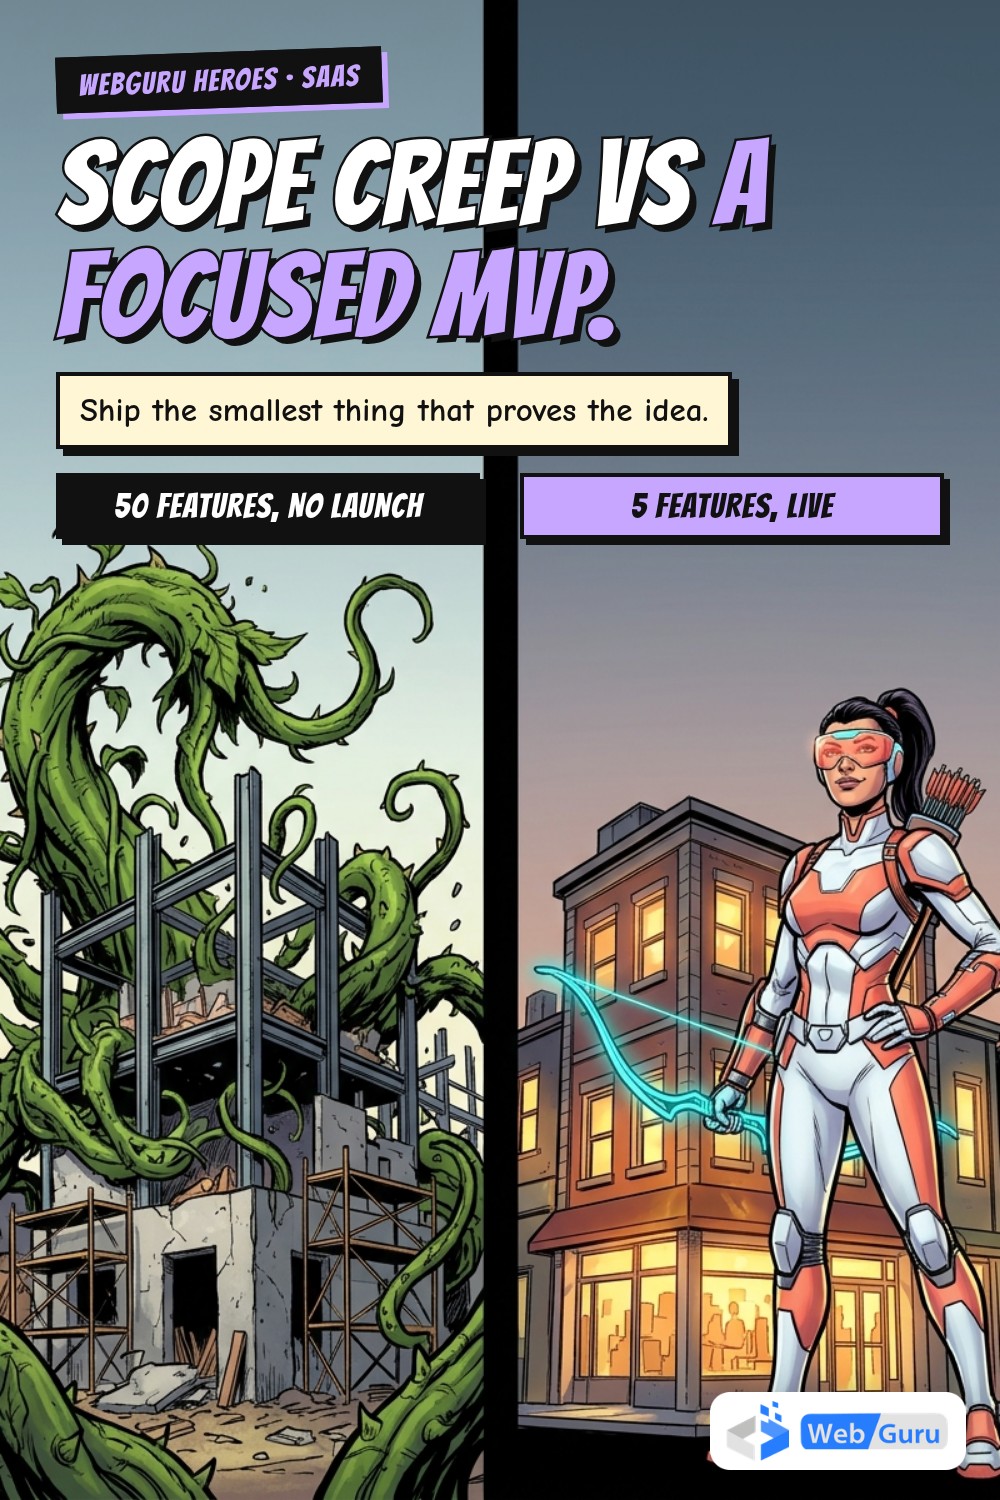 WEBGURU HEROES · SAAS
SCOPE CREEP VS A
FOCUSED MVP.
Ship the smallest thing that proves the idea.
50 FEATURES, NO LAUNCH
5 FEATURES, LIVE
Web Guru